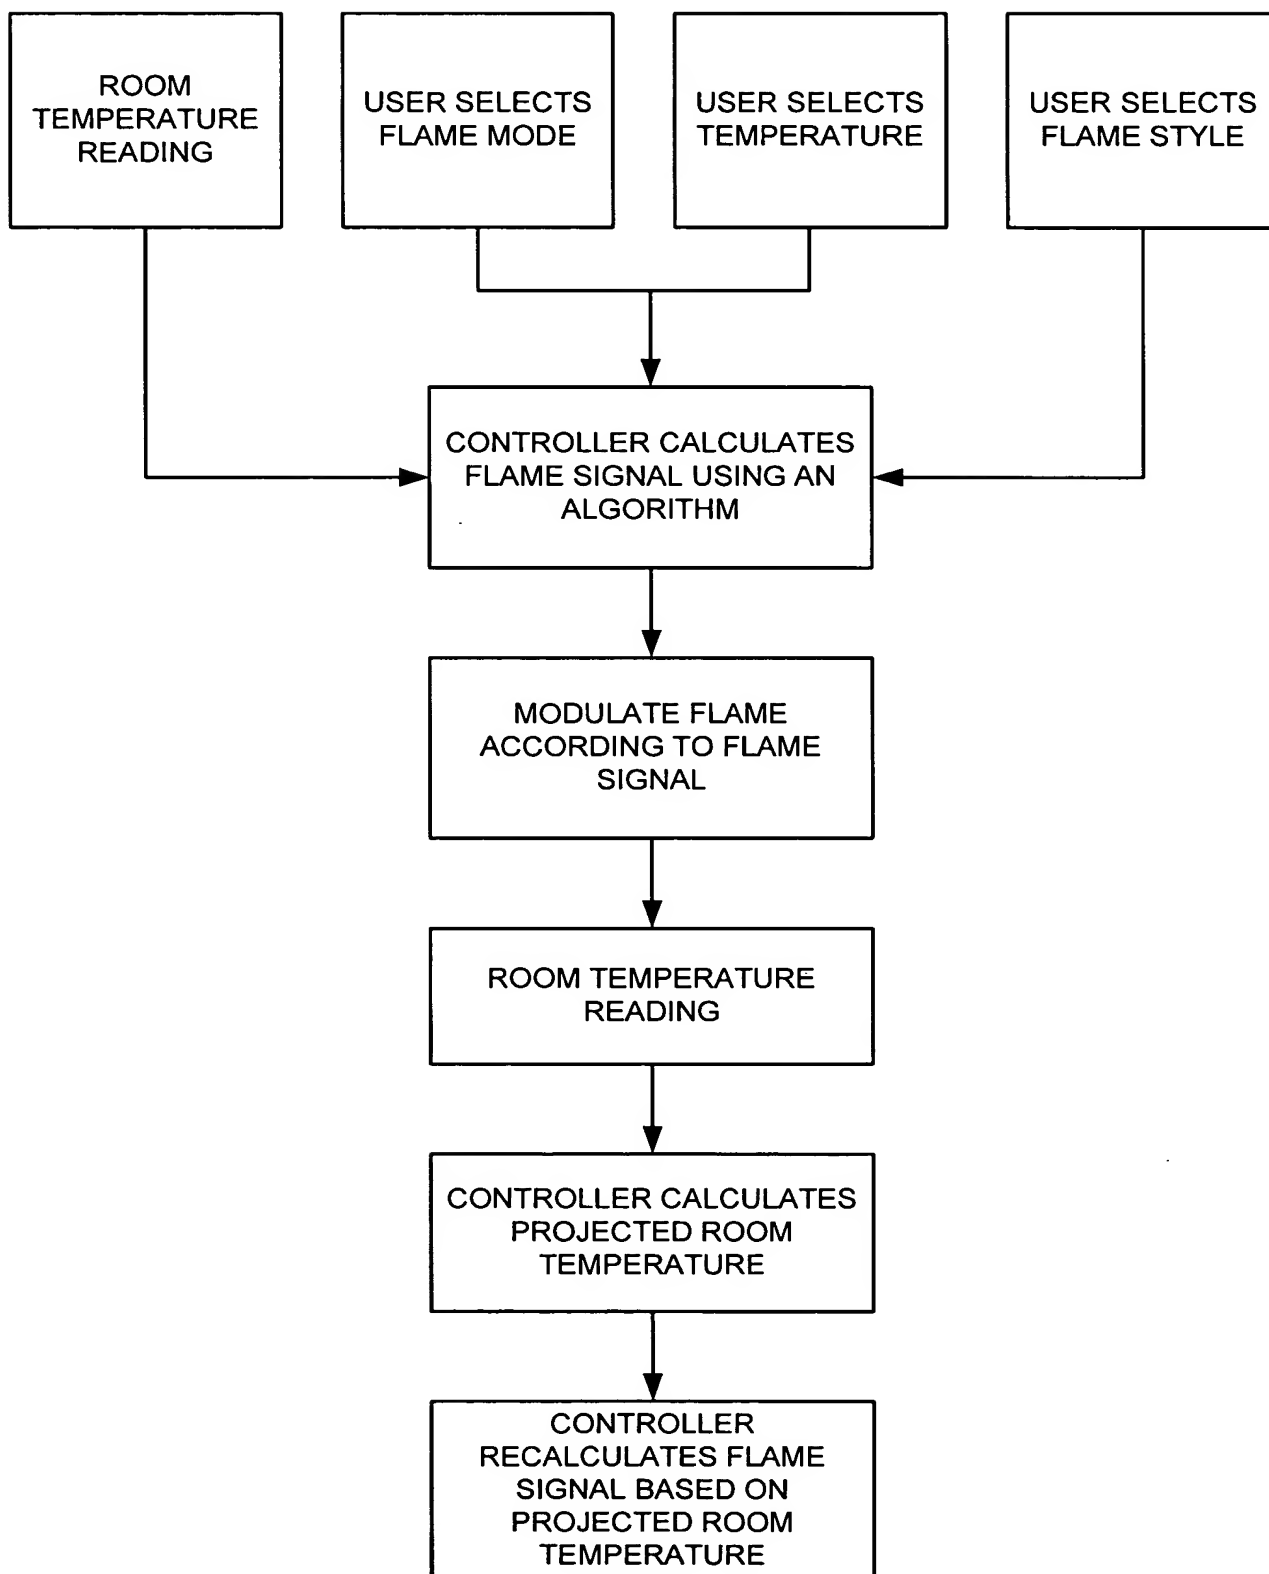 ROOM
TEMPERATURE
READING
USER SELECTS
FLAME MODE
USER SELECTS
TEMPERATURE
USER SELECTS
FLAME STYLE
CONTROLLER CALCULATES
FLAME SIGNAL USING AN
ALGORITHM
MODULATE FLAME
ACCORDING TO FLAME
SIGNAL
ROOM TEMPERATURE
READING
CONTROLLER CALCULATES
PROJECTED ROOM
TEMPERATURE
CONTROLLER
RECALCULATES FLAME
SIGNAL BASED ON
PROJECTED ROOM
TEMPERATURE